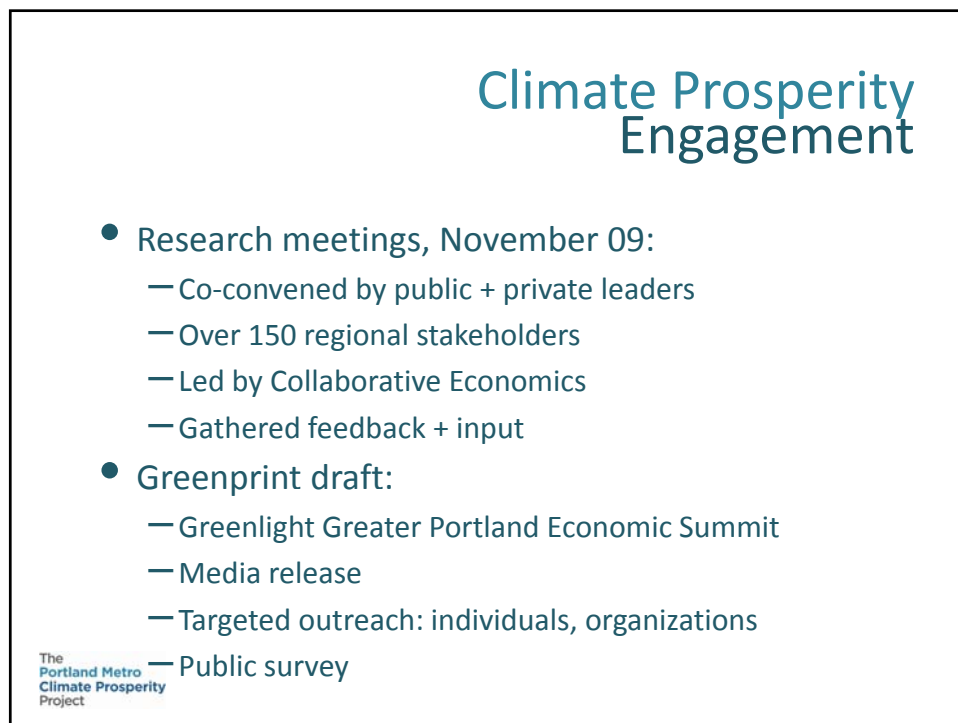 Climate Prosperity
Engagement
• Research meetings, November 09:
– Co-convened by public + private leaders
– Over 150 regional stakeholders
– Led by Collaborative Economics
– Gathered feedback + input
• Greenprint draft:
– Greenlight Greater Portland Economic Summit
– Media release
– Targeted outreach: individuals, organizations
– Public survey
The
Portland Metro
Climate Prosperity
Project